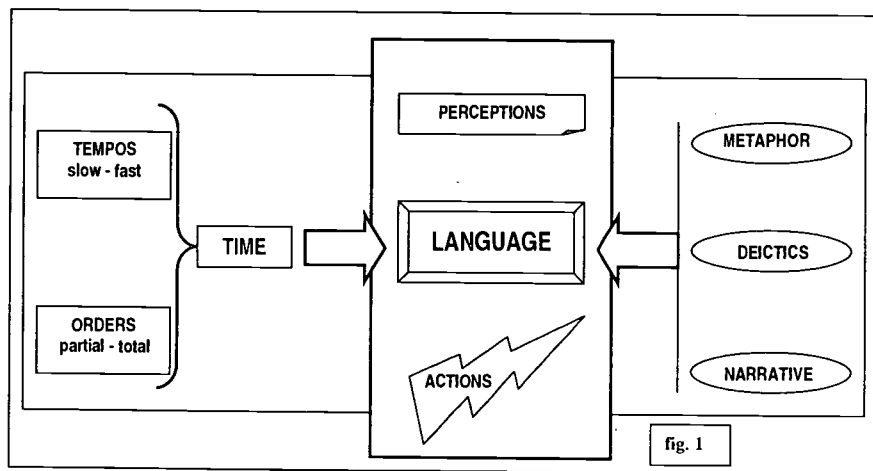 TEMPOS
slow - fast
ORDERS
partial - total
TIME
PERCEPTIONS
LANGUAGE
ACTIONS
METAPHOR
DEICTICS
NARRATIVE
fig. 1